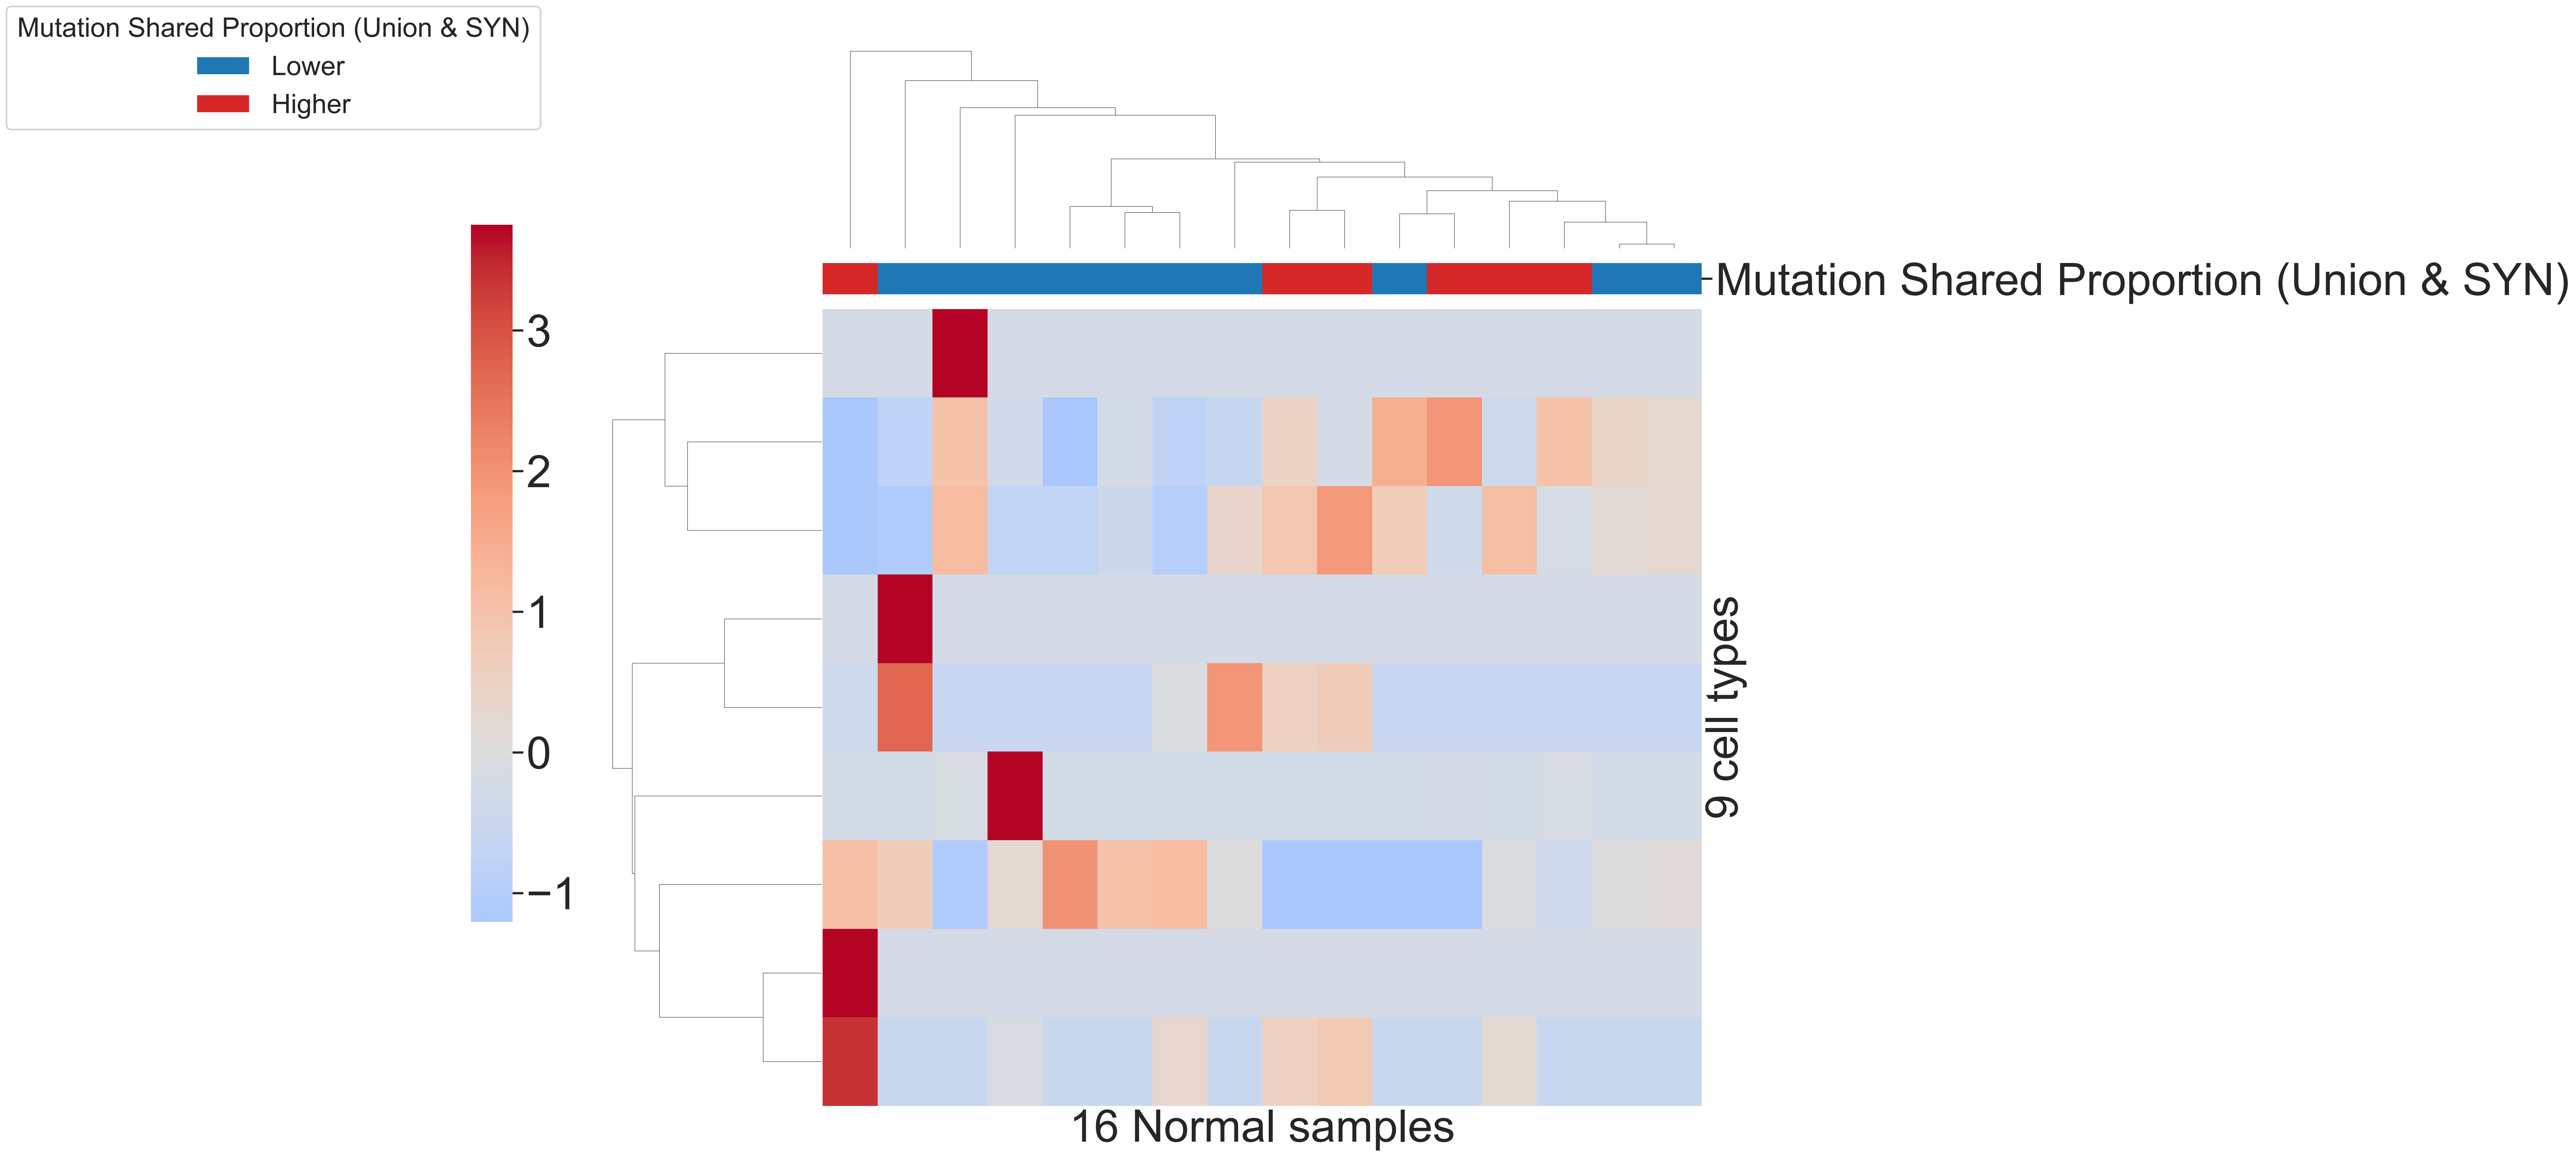 Mutation Shared Proportion (Union & SYN)
Lower
Higher
Mutation Shared Proportion (Union & SYN)
3
2
1
0
−1
9 cell types
16 Normal samples